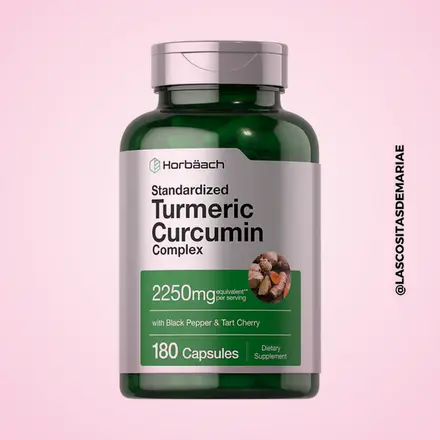 Horbäach
Standardized
Turmeric
Curcumin
Complex
2250mg equivalent** per serving
with Black Pepper & Tart Cherry
180 Capsules
Dietary
Supplement
@LASCOSITASDEMARIAE